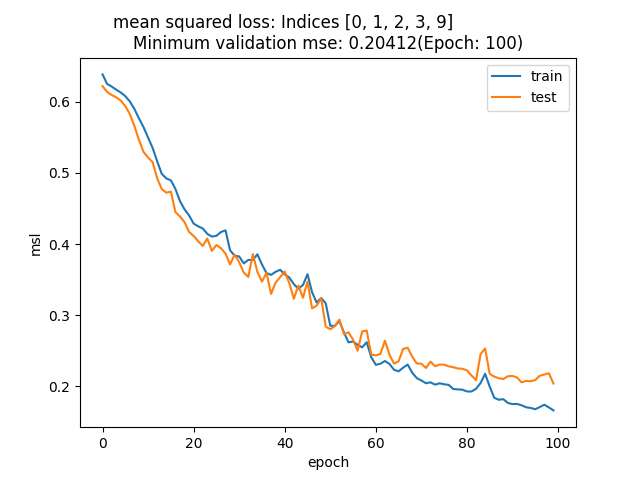 mean squared loss: Indices [0, 1, 2, 3, 9]
Minimum validation mse: 0.20412(Epoch: 100)
train
test
0.6
0.5
0.4
0.3
0.2
msl
0 20 40 60 80 100
epoch